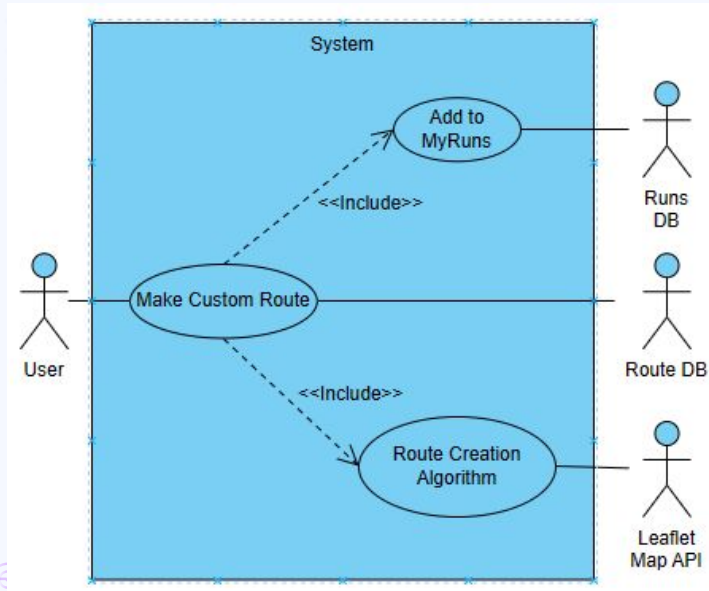 System
Add to
MyRuns
Runs
DB
<<Include>>
Make Custom Route
User
Route DB
<<Include>>
Route Creation
Algorithm
Leaflet
Map API